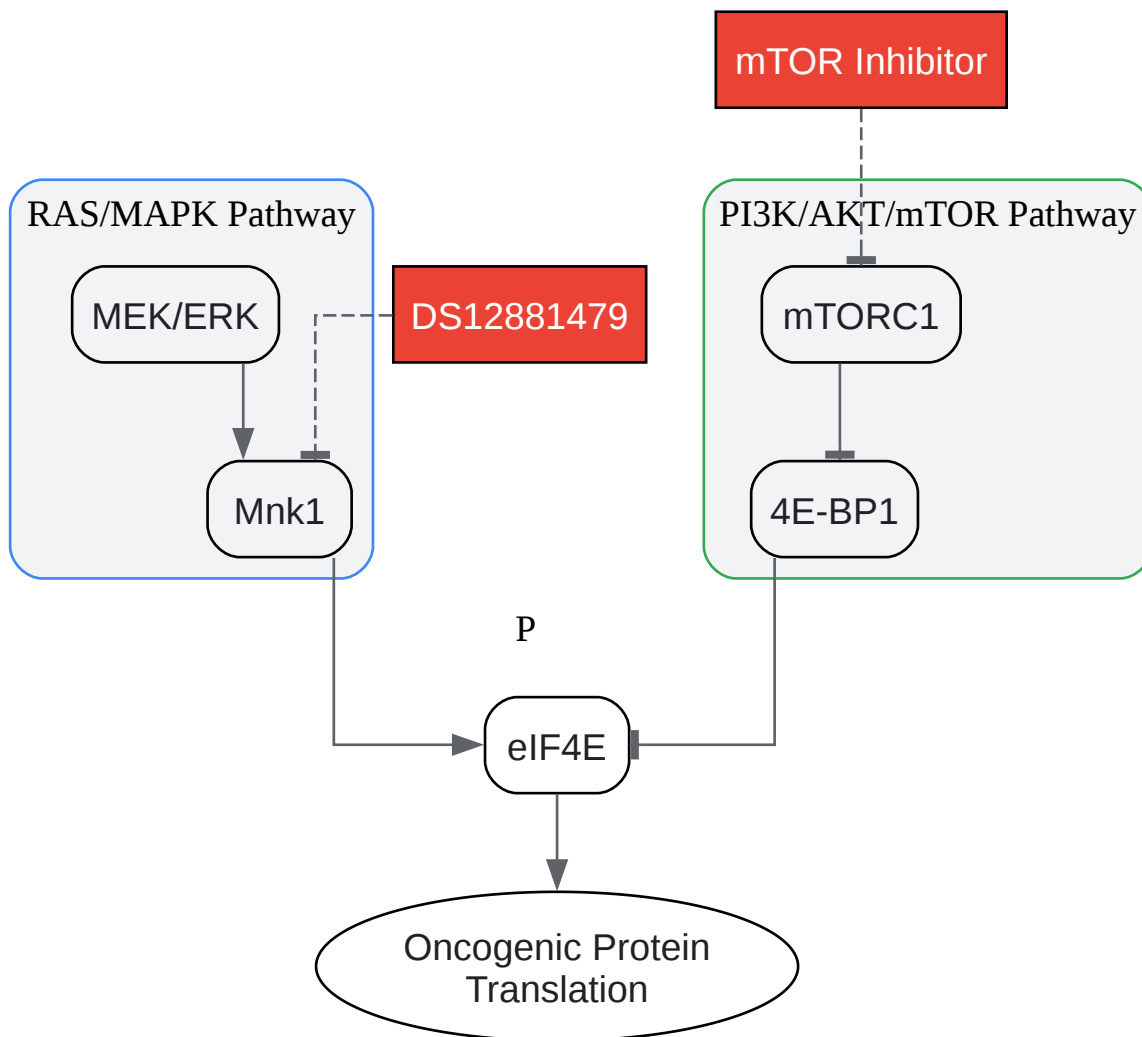 mTOR Inhibitor
RAS/MAPK Pathway
PI3K/AKT/mTOR Pathway
MEK/ERK
DS12881479
mTORC1
Mnk1
4E-BP1
P
eIF4E
Oncogenic Protein
Translation